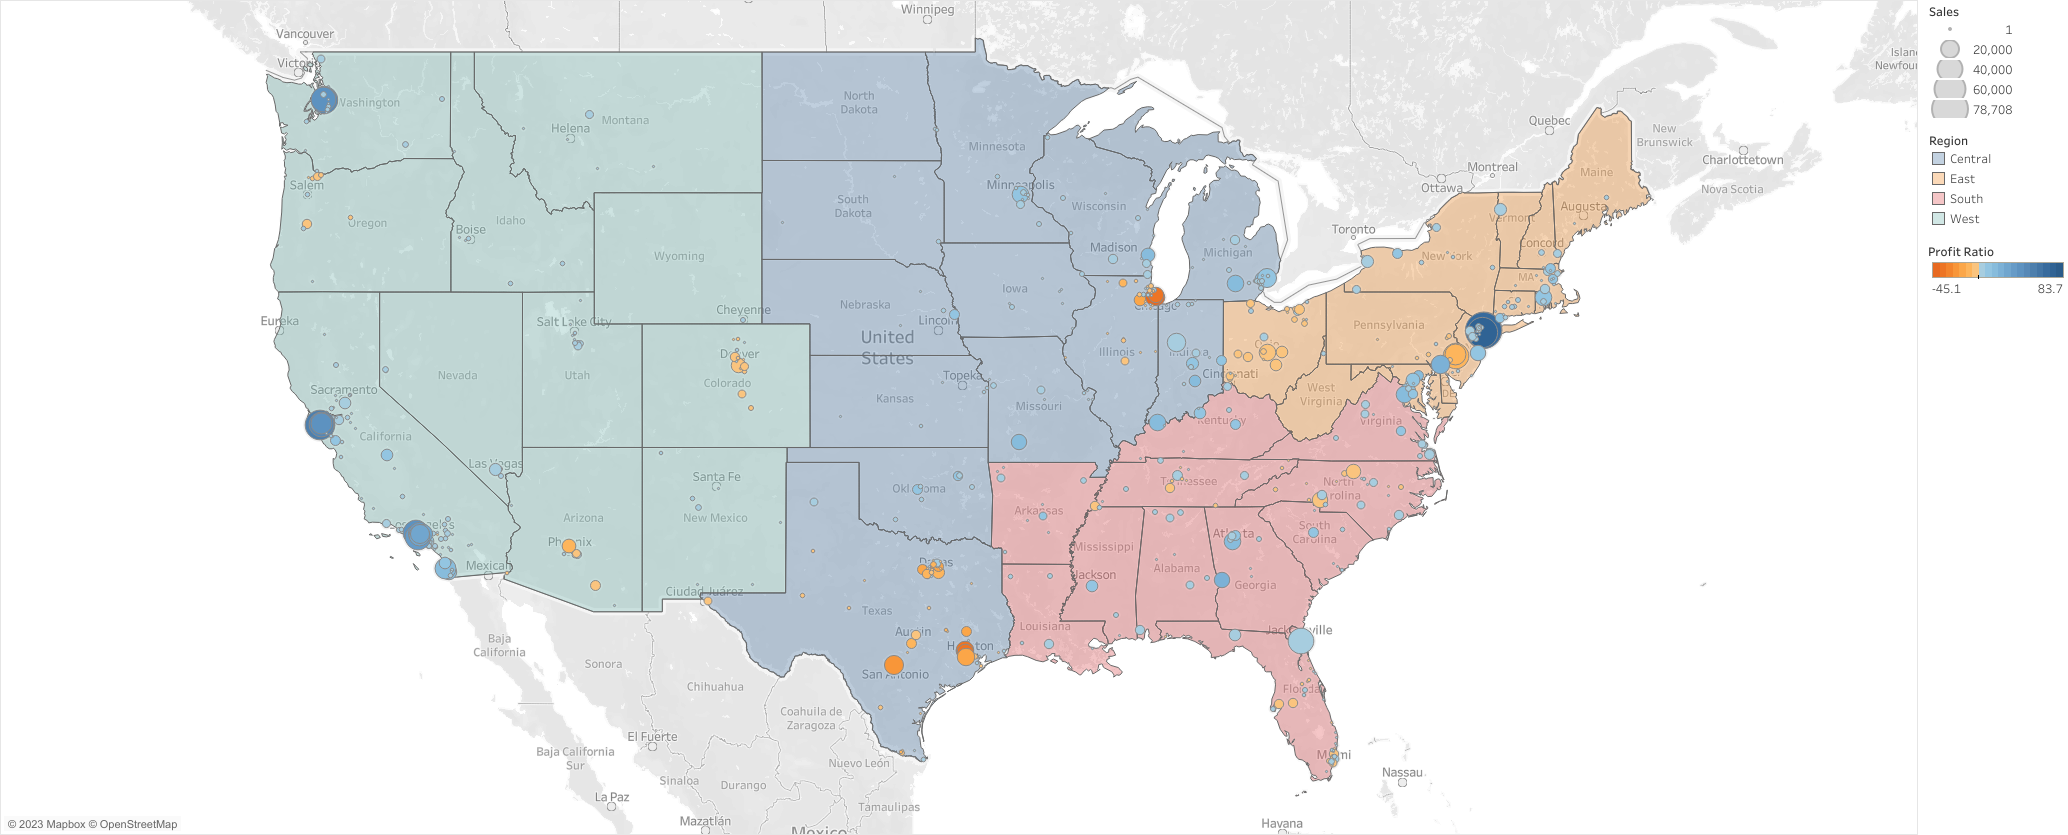 Winnipeg
Vancouver
Victoria
Washington
Helena
Montana
North
Dakota
Minnesota
Quebec
New
Brunswick
Charlottetown
Nova Scotia
Montreal
Ottawa
Maine
Augusta
Salem
Oregon
Idaho
Boise
South
Dakota
Minneapolis
Wisconsin
Madison
Michigan
Toronto
Vermont
Concord
New York
MA
Wyoming
Cheyenne
Nebraska
Lincoln
Iowa
Chicago
Eureka
Salt Lake City
United
States
Illinois
Indiana
Pennsylvania
Denver
Colorado
Nevada
Utah
Sacramento
Topeka
Kansas
Missouri
Cincinnati
West
Virginia
DE
California
Kentucky
Virginia
Las Vegas
Santa Fe
New Mexico
Arizona
Phoenix
Oklahoma
Arkansas
Tennessee
North
Carolina
South
Carolina
Los Angeles
Mexicali
Ciudad Juárez
Dallas
Texas
Austin
Houston
San Antonio
Mississippi
Jackson
Alabama
Atlanta
Georgia
Louisiana
Jacksonville
Florida
Miami
Baja
California
Sonora
Chihuahua
Coahuila de
Zaragoza
El Fuerte
Baja California
Sur
Nuevo León
Sinaloa
Durango
La Paz
Tamaulipas
Mazatlán
Mexico
Nassau
Havana
© 2023 Mapbox © OpenStreetMap
Sales
1
20,000
40,000
60,000
78,708
Region
Central
East
South
West
Profit Ratio
-45.1
83.7